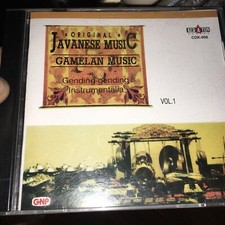 ORIGINAL
JAVANESE MUSIC
GAMELAN MUSIC
Gending-gending
Instrumentalia
VOL.1
GNP